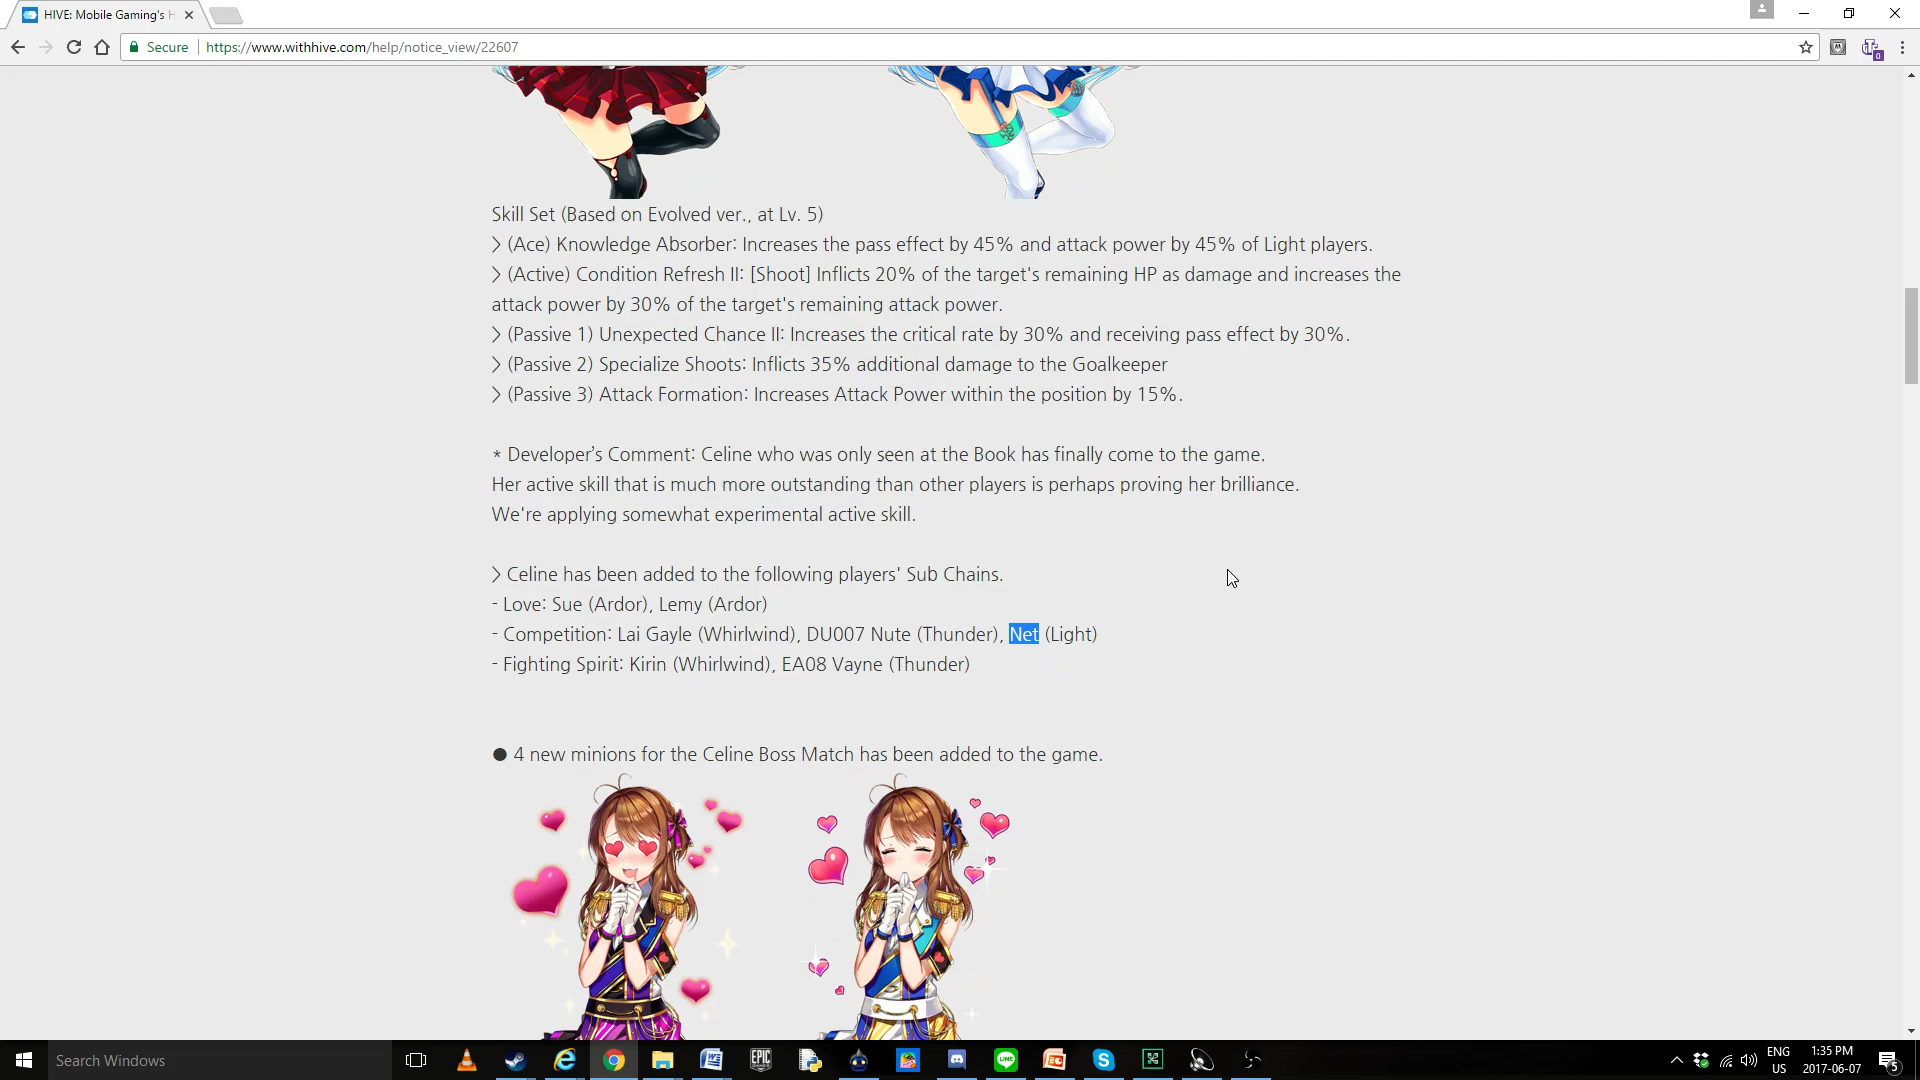 HIVE: Mobile Gaming's H
Secure https://www.withhive.com/help/notice_view/22607
Skill Set (Based on Evolved ver., at Lv. 5)
> (Ace) Knowledge Absorber: Increases the pass effect by 45% and attack power by 45% of Light players.
> (Active) Condition Refresh II: [Shoot] Inflicts 20% of the target's remaining HP as damage and increases the
attack power by 30% of the target's remaining attack power.
> (Passive 1) Unexpected Chance II: Increases the critical rate by 30% and receiving pass effect by 30%.
> (Passive 2) Specialize Shoots: Inflicts 35% additional damage to the Goalkeeper
> (Passive 3) Attack Formation: Increases Attack Power within the position by 15%.
* Developer’s Comment: Celine who was only seen at the Book has finally come to the game.
Her active skill that is much more outstanding than other players is perhaps proving her brilliance.
We're applying somewhat experimental active skill.
> Celine has been added to the following players' Sub Chains.
- Love: Sue (Ardor), Lemy (Ardor)
- Competition: Lai Gayle (Whirlwind), DU007 Nute (Thunder), Net (Light)
- Fighting Spirit: Kirin (Whirlwind), EA08 Vayne (Thunder)
● 4 new minions for the Celine Boss Match has been added to the game.
Search Windows
EPIC
LINE
ENG
US
1:35 PM
2017-06-07
5